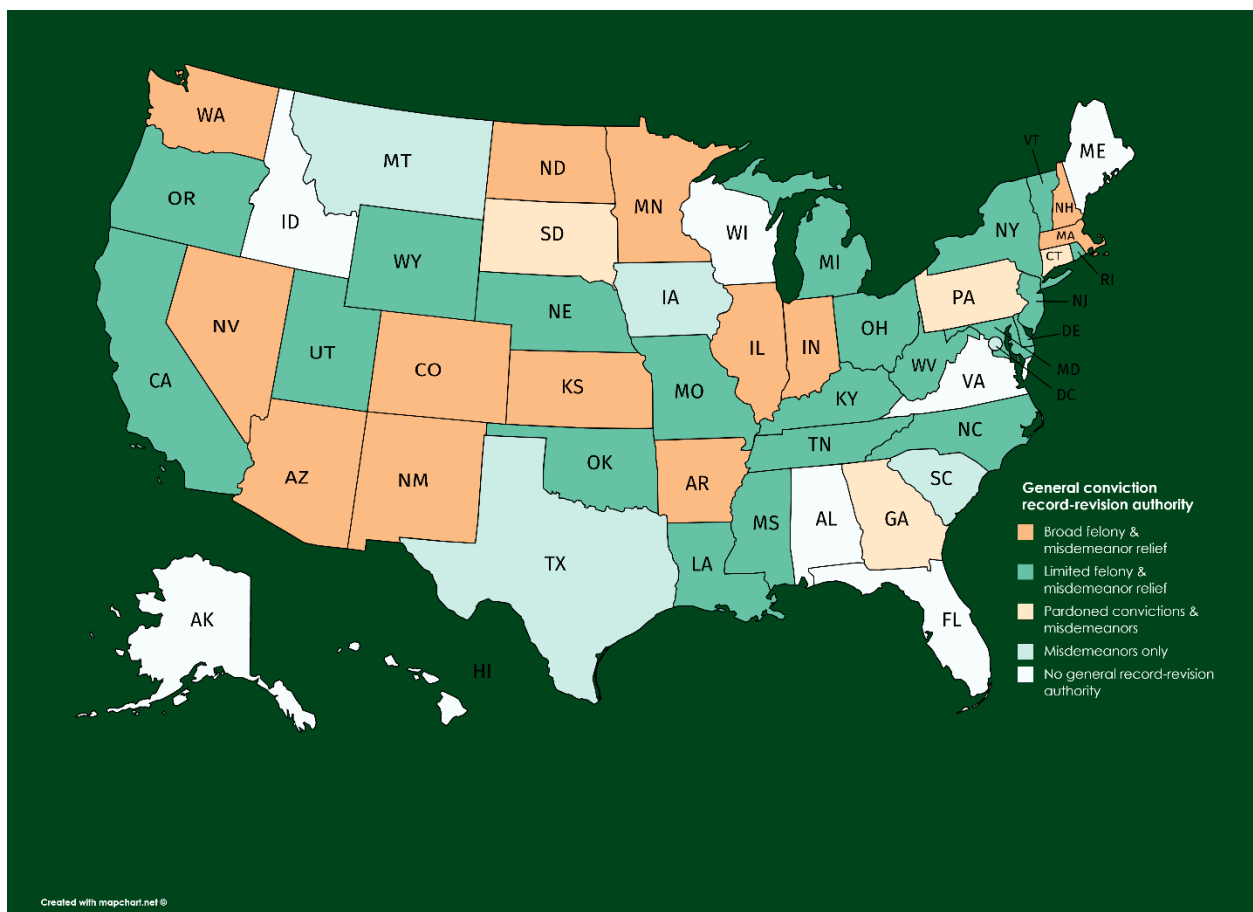 WA
MT
ND
MN
OR
ID
SD
WI
WY
IA
NE
NV
UT
CO
KS
CA
MO
IL
IN
MI
OH
KY
WV
VA
PA
NY
VT
ME
NH
MA
CT
RI
NJ
DE
MD
DC
NC
TN
SC
AZ
NM
OK
AR
MS
AL
GA
TX
LA
FL
AK
HI
General conviction
record-revision authority
Broad felony &
misdemeanor relief
Limited felony &
misdemeanor relief
Pardoned convictions &
misdemeanors
Misdemeanors only
No general record-revision
authority
Created with mapchart.net ©